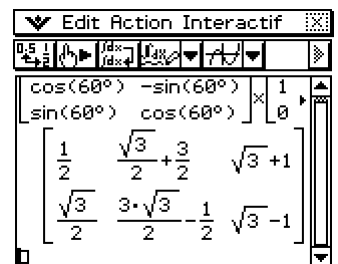 Edit Action Interactif
cos(60°) -sin(60°)
sin(60°) cos(60°) × 1
0
1/2 √3/2+3/2 √3+1
√3/2 3·√3/2-1/2 √3-1